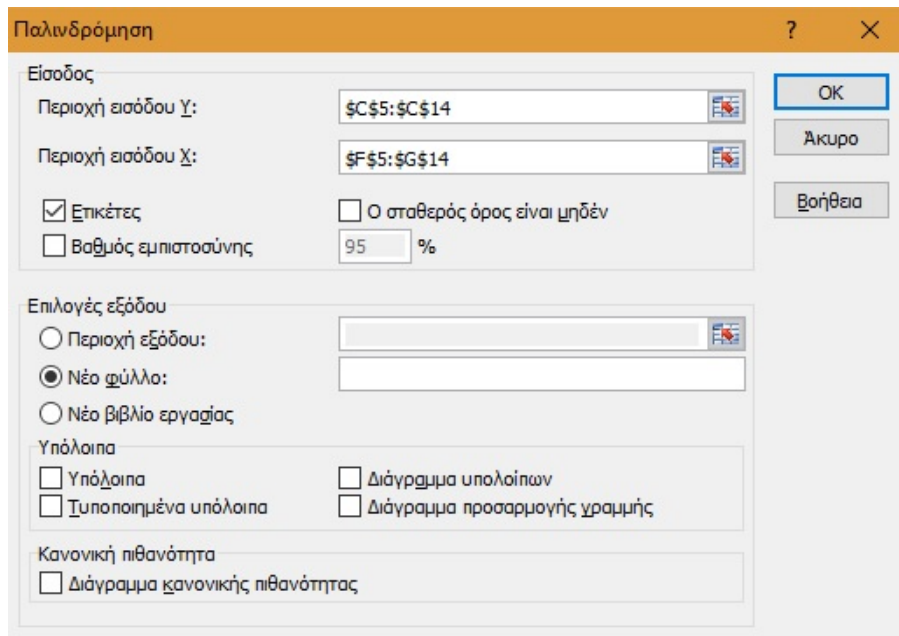 Παλινδρόμηση
Είσοδος
Περιοχή εισόδου Y: $C$5:$C$14
Περιοχή εισόδου X: $F$5:$G$14
Ετικέτες Ο σταθερός όρος είναι μηδέν
Βαθμός εμπιστοσύνης 95 %
OK
Άκυρο
Βοήθεια
Επιλογές εξόδου
Περιοχή εξόδου:
Νέο φύλλο:
Νέο βιβλίο εργασίας
Υπόλοιπα
Υπόλοιπα Διάγραμμα υπολοίπων
Τυποποιημένα υπόλοιπα Διάγραμμα προσαρμογής γραμμής
Κανονική πιθανότητα
Διάγραμμα κανονικής πιθανότητας